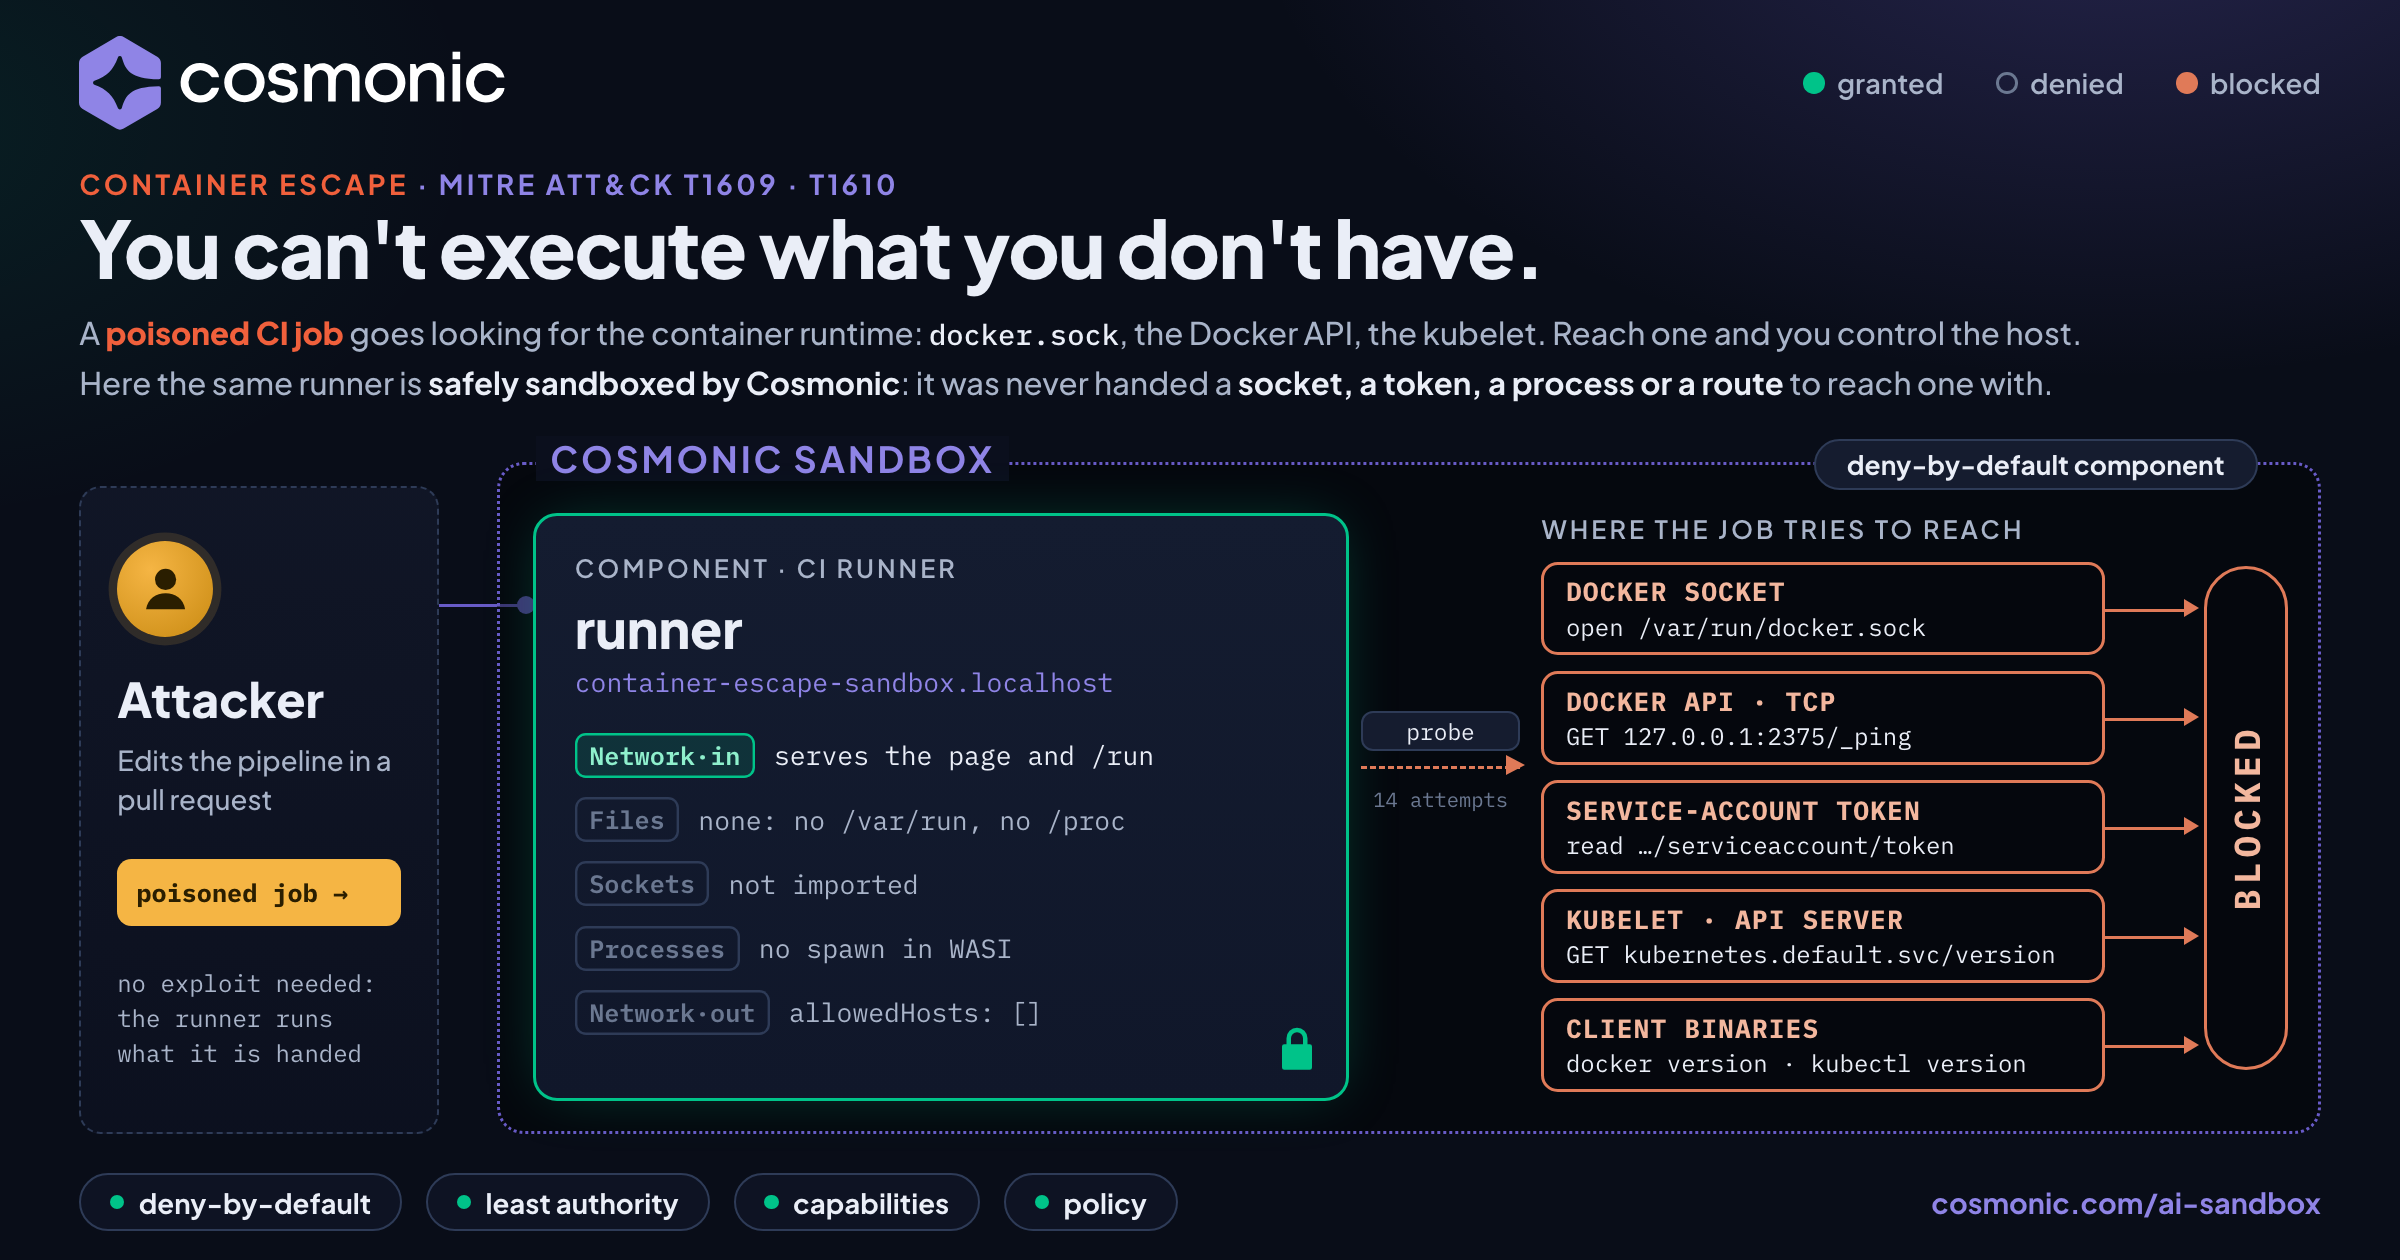 cosmonic
granted
denied
blocked
CONTAINER ESCAPE · MITRE ATT&CK T1609 · T1610
You can't execute what you don't have.
A poisoned CI job goes looking for the container runtime: docker.sock, the Docker API, the kubelet. Reach one and you control the host.
Here the same runner is safely sandboxed by Cosmonic: it was never handed a socket, a token, a process or a route to reach one with.
COSMONIC SANDBOX
deny-by-default component
Attacker
Edits the pipeline in a
pull request
poisoned job →
no exploit needed:
the runner runs
what it is handed
COMPONENT · CI RUNNER
runner
container-escape-sandbox.localhost
Network·in serves the page and /run
Files none: no /var/run, no /proc
Sockets not imported
Processes no spawn in WASI
Network·out allowedHosts: []
probe
14 attempts
WHERE THE JOB TRIES TO REACH
DOCKER SOCKET
open /var/run/docker.sock
DOCKER API · TCP
GET 127.0.0.1:2375/_ping
SERVICE-ACCOUNT TOKEN
read …/serviceaccount/token
KUBELET · API SERVER
GET kubernetes.default.svc/version
CLIENT BINARIES
docker version · kubectl version
BLOCKED
deny-by-default
least authority
capabilities
policy
cosmonic.com/ai-sandbox